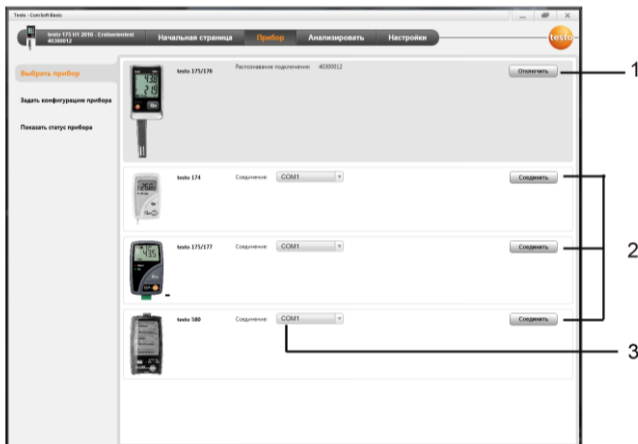 Testo - ComSoft Basic
testo 175 H1 2010 - Ersteinstext
40300012
Начальная страница Прибор Анализировать Настройки
testo
Выбрать прибор
Задать конфигурацию прибора
Показать статус прибора
testo 175/176 Распознавание подключения 40300012 Отключить
1
testo 174 Соединение COM1 Соединить
testo 175/177 Соединение COM1 Соединить
2
testo 580 Соединение COM1 Соединить
3